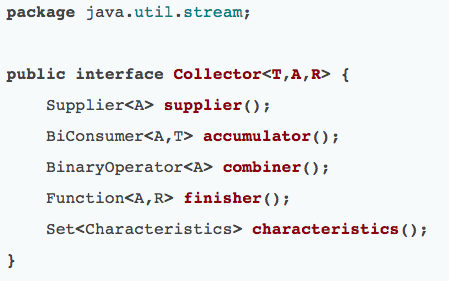 package java.util.stream;
public interface Collector<T,A,R> {
Supplier<A> supplier();
BiConsumer<A,T> accumulator();
BinaryOperator<A> combiner();
Function<A,R> finisher();
Set<Characteristics> characteristics();
}